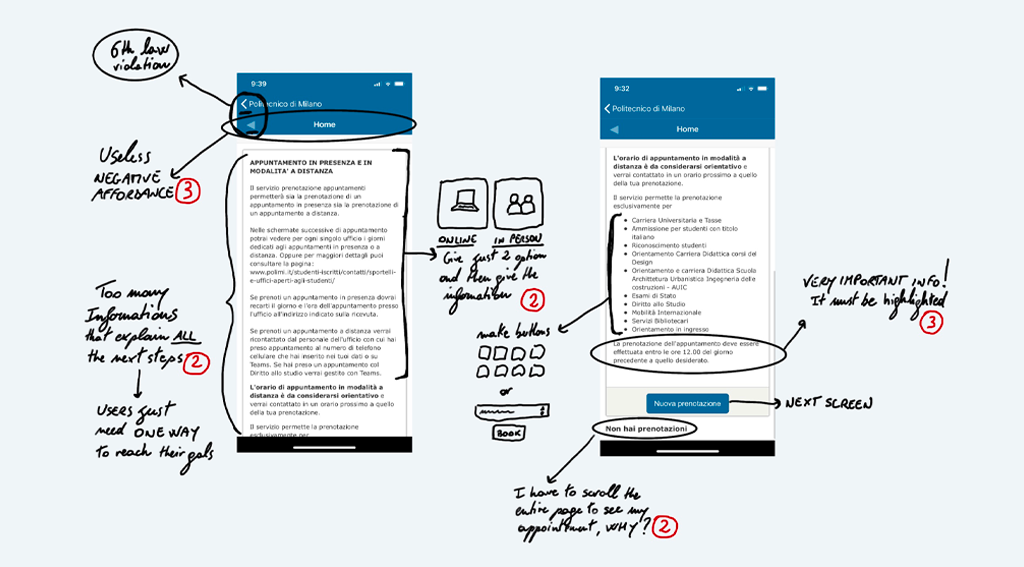 6th law
violation
Useless
NEGATIVE
AFFORDANCE 3
Too many
Informations
that explain ALL
the next steps 2
Users just
need ONE WAY
to reach their goals
9:39
Politecnico di Milano
Home
APPUNTAMENTO IN PRESENZA E IN
MODALITA' A DISTANZA
Il servizio prenotazione appuntamenti
permetterà sia la prenotazione di un
appuntamento in presenza sia la prenotazione di
un appuntamento a distanza.
Nelle schermate successive di appuntamento
potrai vedere per ogni singolo ufficio i giorni
dedicati agli appuntamenti in presenza o a
distanza. Oppure per maggiori dettagli puoi
consultare la pagina:
www.polimi.it/studenti-iscritti/contatti/sportelli-
e-uffici-aperti-agli-studenti/
Se prenoti un appuntamento in presenza dovrai
recarti il giorno e l'ora dell'appuntamento presso
l'ufficio all'indirizzo indicato sulla ricevuta.
Se prenoti un appuntamento a distanza verrai
ricontattato dal personale dell'ufficio con cui hai
preso appuntamento al numero di telefono
cellulare che hai inserito nei tuoi dati o su
Teams. Se hai preso un appuntamento col
Diritto allo studio verrai gestito con Teams.
L'orario di appuntamento in modalità a
distanza è da considerarsi orientativo e
verrai contattato in un orario prossimo a quello
della tua prenotazione.
Il servizio permette la prenotazione
esclusivamente per
ONLINE IN PERSON
Give just 2 option
and then give the
information 2
make buttons
or
BOOK
9:32
Politecnico di Milano
Home
L'orario di appuntamento in modalità a
distanza è da considerarsi orientativo e
verrai contattato in un orario prossimo a quello
della tua prenotazione.
Il servizio permette la prenotazione
esclusivamente per
• Carriera Universitaria e Tasse
• Ammissione per studenti con titolo
italiano
• Riconoscimento studenti
• Orientamento Carriera Didattica corsi del
Design
• Orientamento e carriera Didattica Scuola
Architettura Urbanistica Ingegneria delle
costruzioni - AUIC
• Esami di Stato
• Diritto allo Studio
• Mobilità Internazionale
• Servizi Bibliotecari
• Orientamento in ingresso
La prenotazione dell'appuntamento deve essere
effettuata entro le ore 12.00 del giorno
precedente a quello desiderato.
Nuova prenotazione
Non hai prenotazioni
VERY IMPORTANT INFO!
It must be highlighted
3
NEXT SCREEN
I have to scroll the
entire page to see my
appointment, WHY? 2